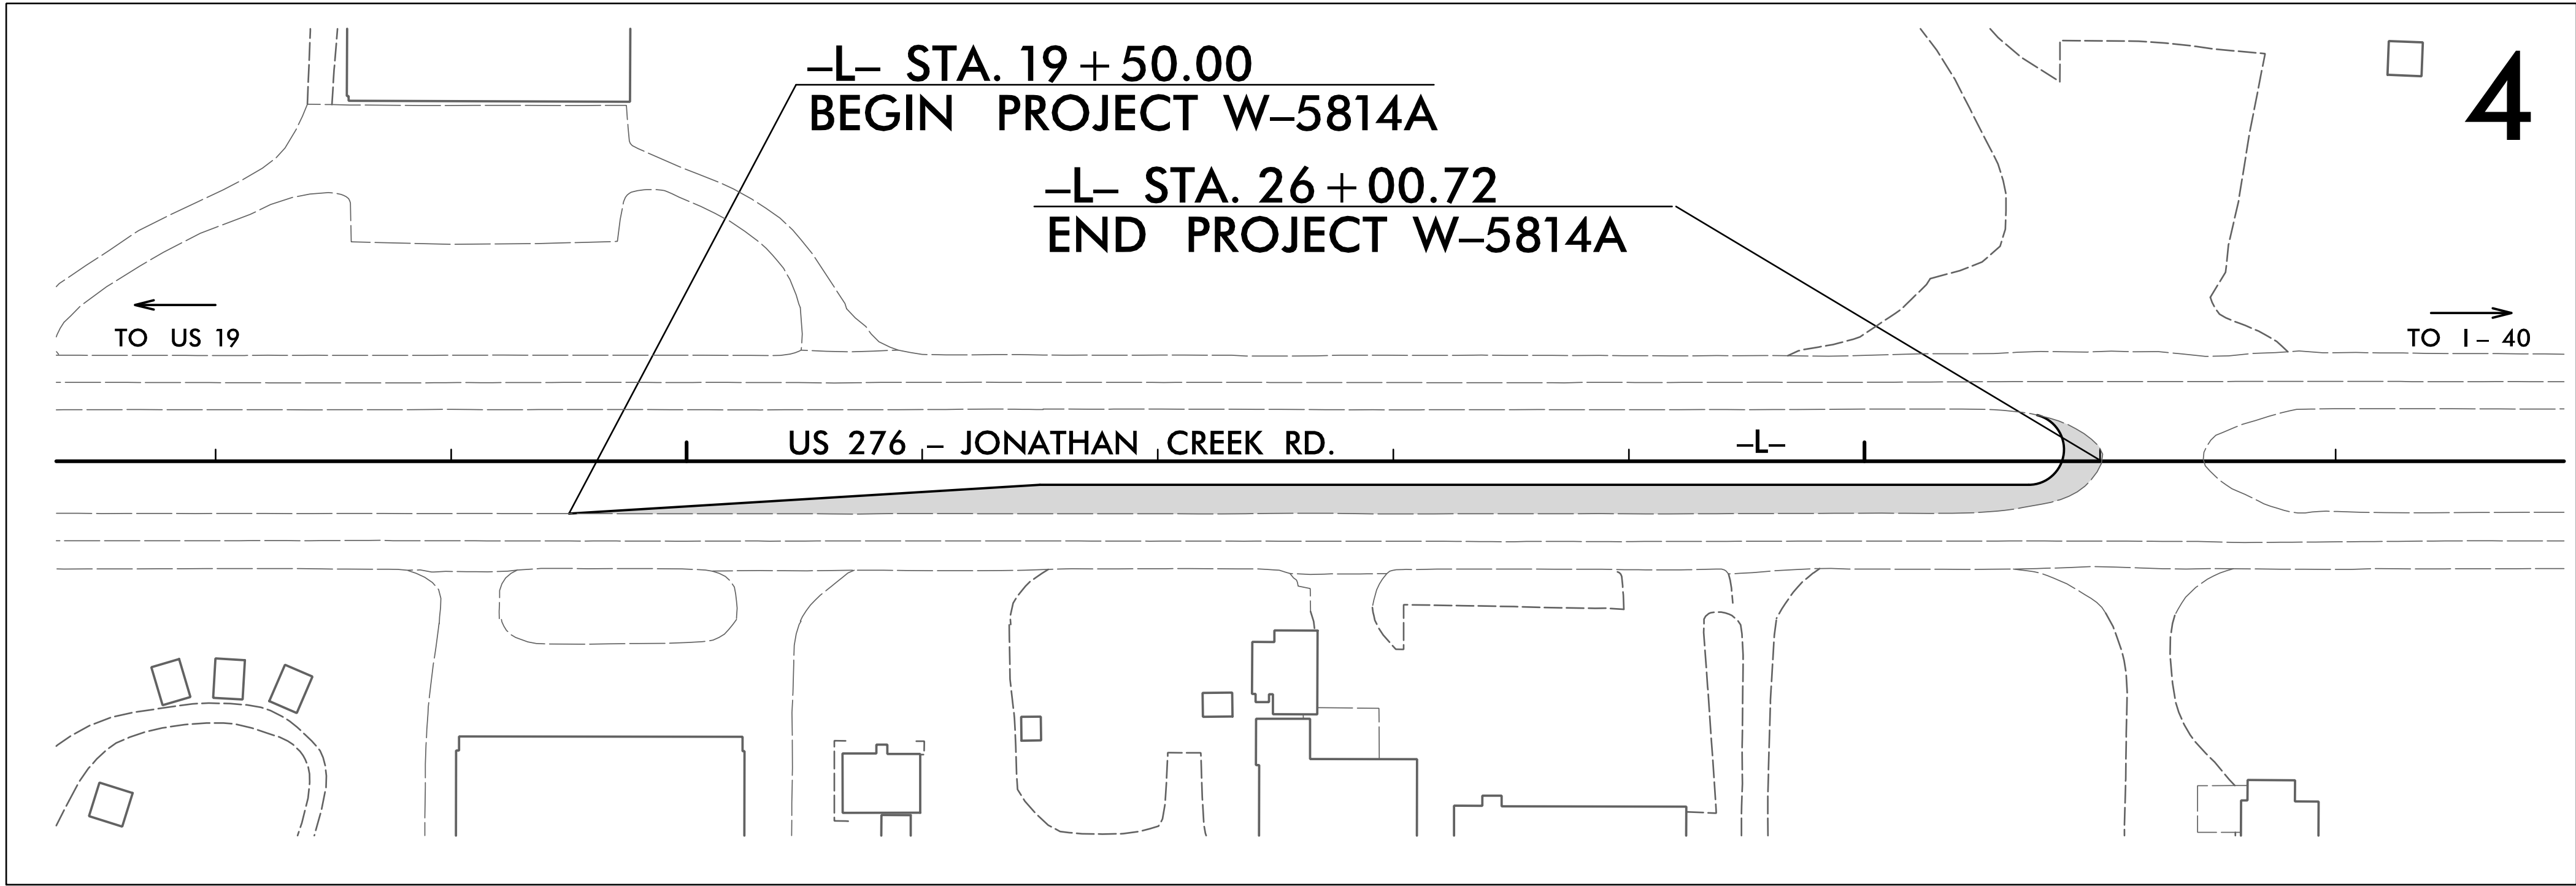 –L– STA. 19+50.00
BEGIN PROJECT W–5814A
4
–L– STA. 26+00.72
END PROJECT W–5814A
TO US 19
TO I– 40
US 276 – JONATHAN CREEK RD.
–L–